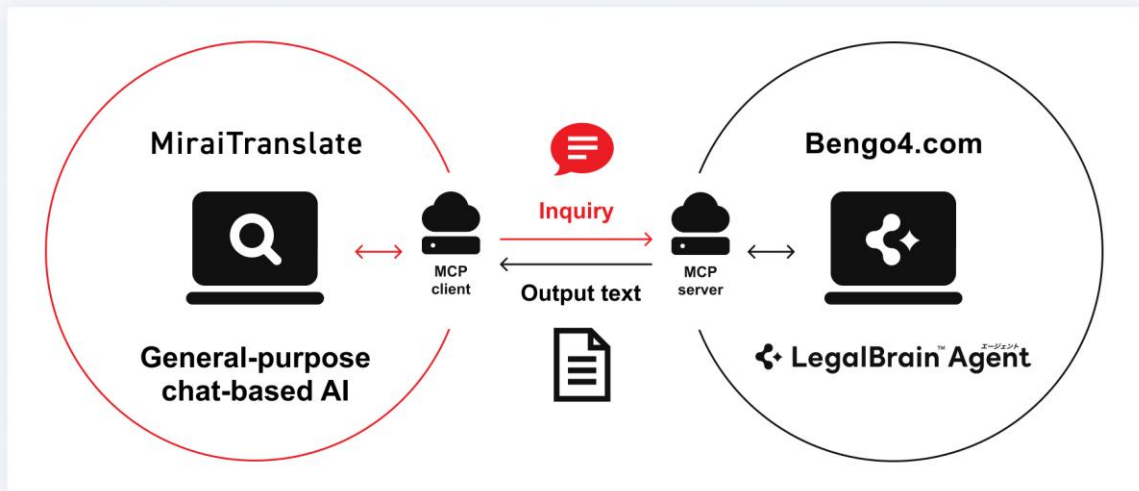 MiraiTranslate
General-purpose
chat-based AI
MCP
client
Inquiry
Output text
MCP
server
Bengo4.com
エージェント
LegalBrain™ Agent